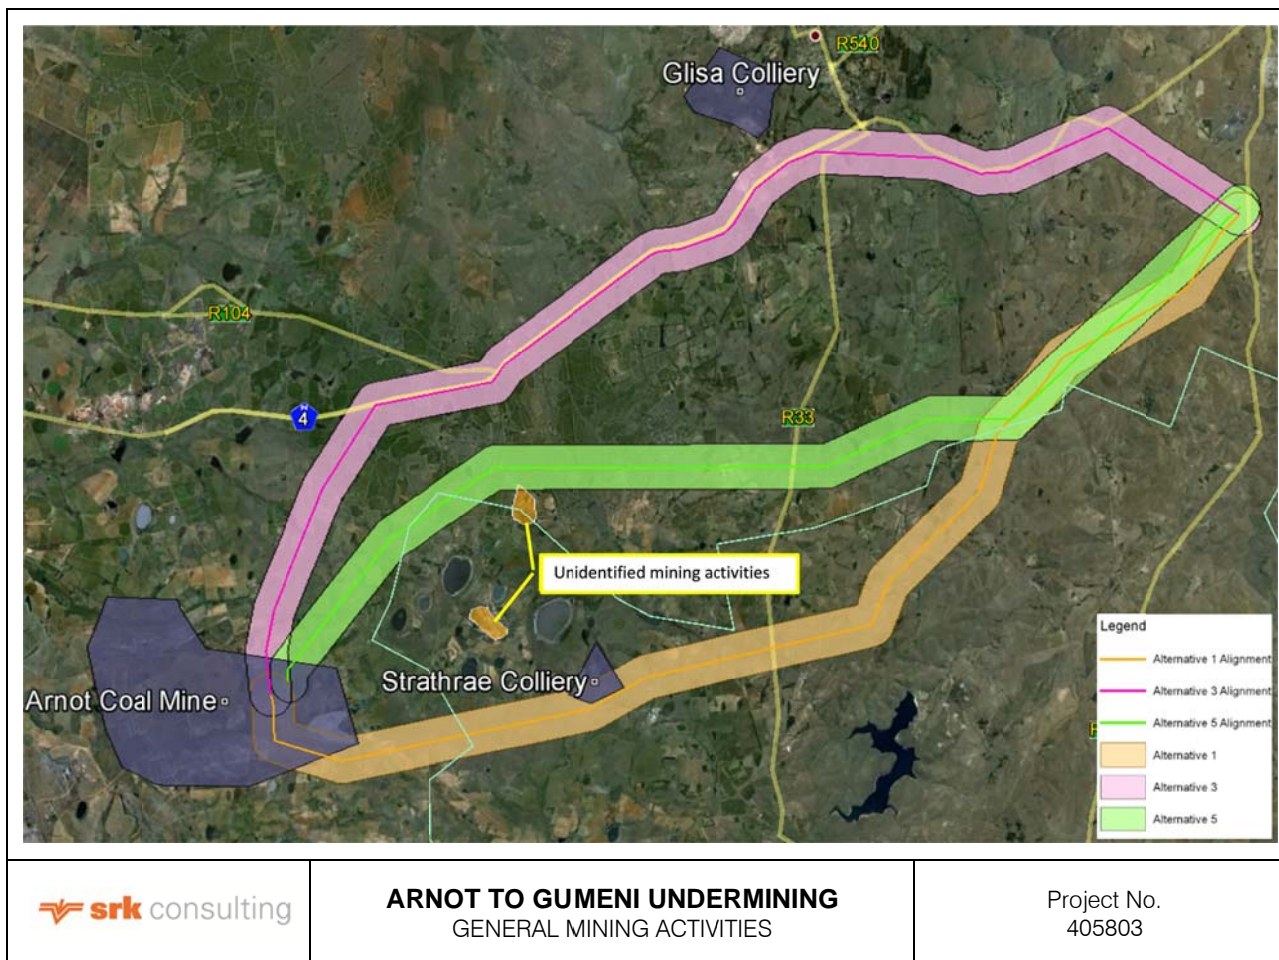 R540
Glisa Colliery
R104
N
4
R33
Unidentified mining activities
Strathrae Colliery
Arnot Coal Mine
Legend
Alternative 1 Alignment
Alternative 3 Alignment
Alternative 5 Alignment
Alternative 1
Alternative 3
Alternative 5
srk consulting
ARNOT TO GUMENI UNDERMINING
GENERAL MINING ACTIVITIES
Project No.
405803